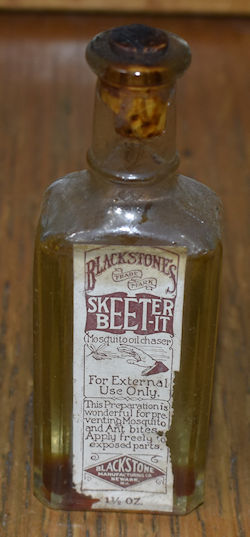 BLACKSTONES
TRADE
MARK
SKEETER
BEET-IT
(Mosquito oil chaser)
For External
Use Only.
This Preparation is
wonderful for pre-
venting Mosquito
and Ant bites.
Apply freely to
exposed parts.
BLACKSTONE
MANUFACTURING CO.
NEWARK,
N.J.
1½ OZ.